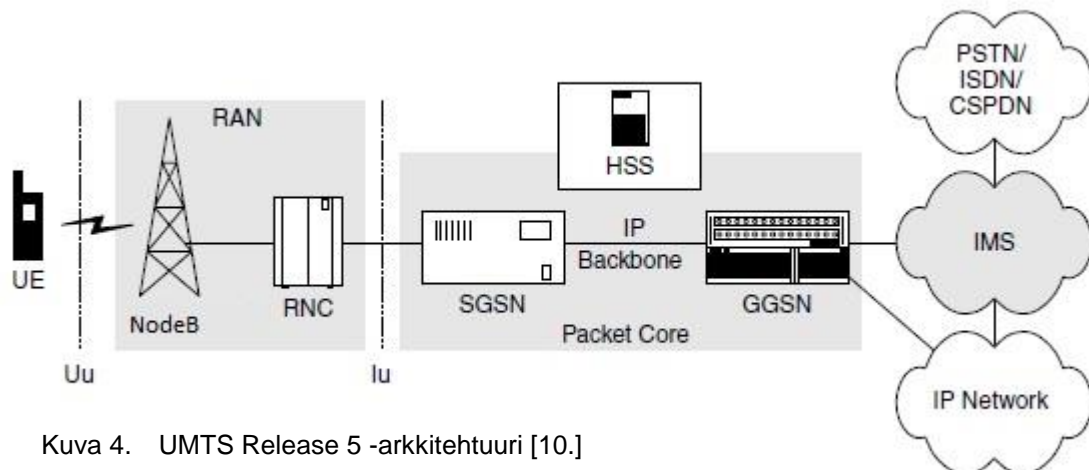 PSTN/
ISDN/
CSPDN
RAN
HSS
UE
NodeB
RNC
SGSN
IP
Backbone
GGSN
IMS
Packet Core
Uu
Iu
IP Network
Kuva 4. UMTS Release 5 -arkkitehtuuri [10.]